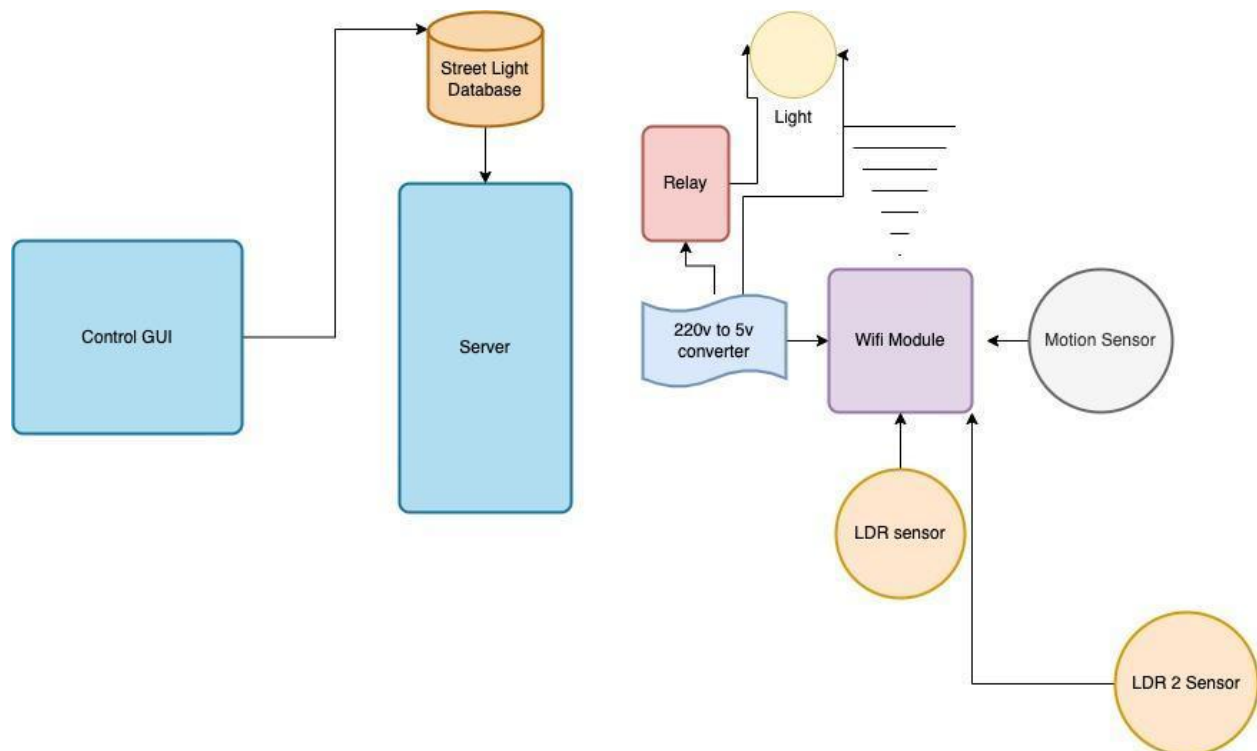 Street Light
Database
Light
Relay
Control GUI
Server
220v to 5v
converter
Wifi Module
Motion Sensor
LDR sensor
LDR 2 Sensor